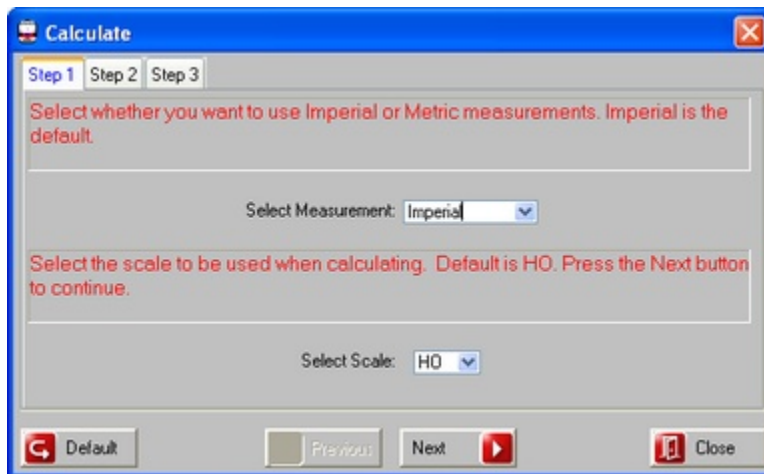 Calculate
Step 1 Step 2 Step 3
Select whether you want to use Imperial or Metric measurements. Imperial is the
default.
Select Measurement: Imperial
Select the scale to be used when calculating.  Default is HO. Press the Next button
to continue.
Select Scale: HO
Default Previous Next Close